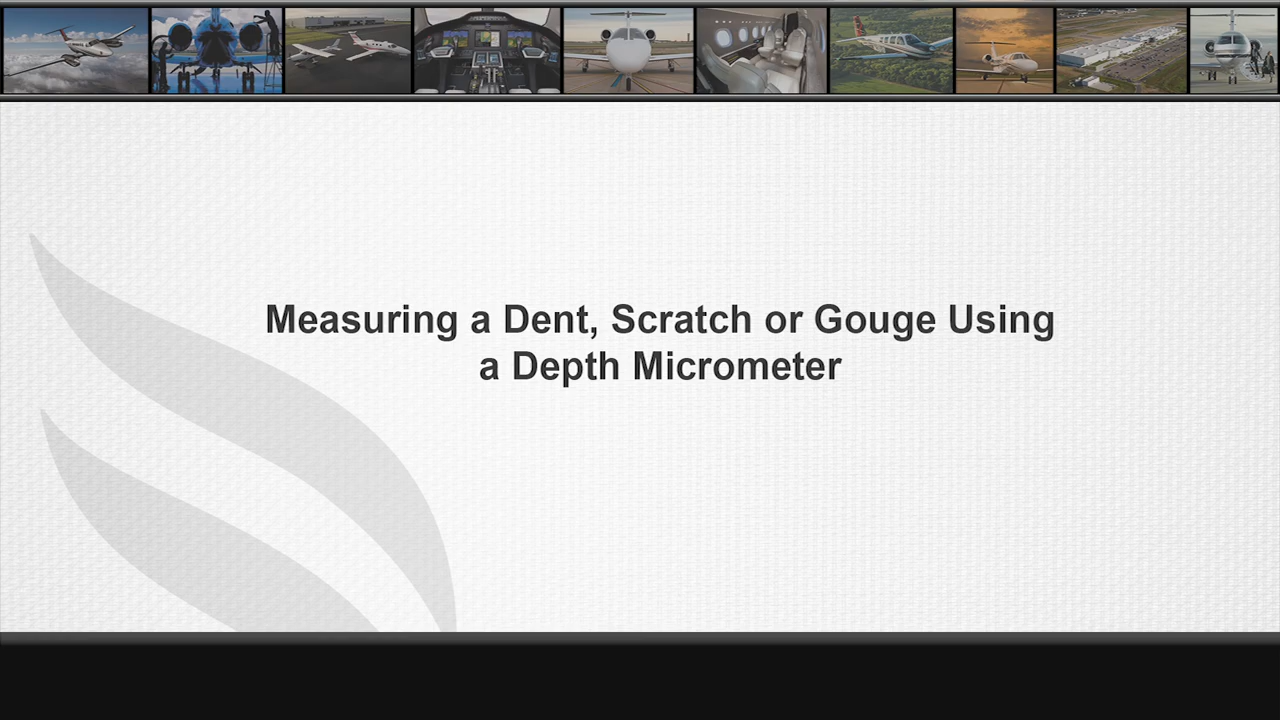 Measuring a Dent, Scratch or Gouge Using
a Depth Micrometer